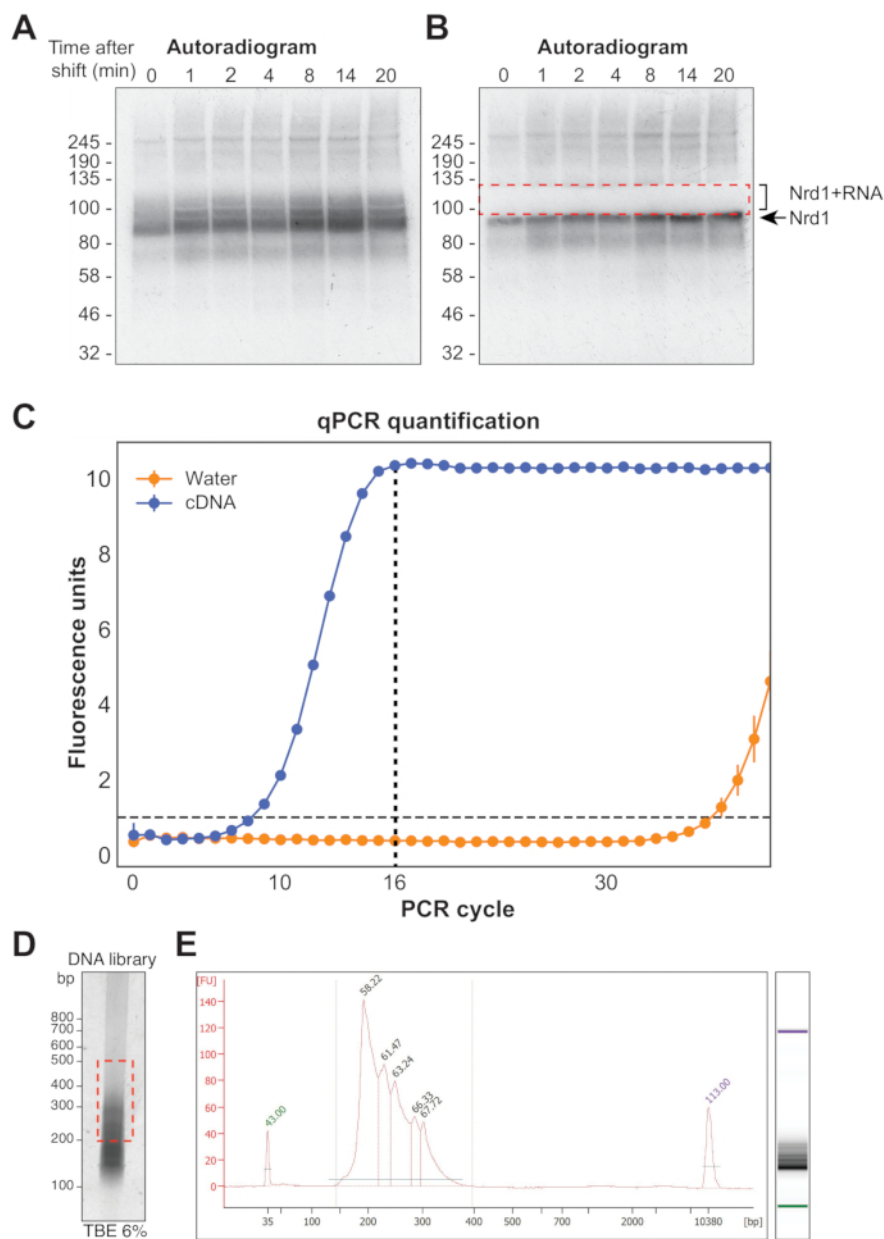 A
Time after
shift (min)
Autoradiogram
0 1 2 4 8 14 20
245 -
190 -
135 -
100 -
80 -
58 -
46 -
32 -
B
Autoradiogram
0 1 2 4 8 14 20
245 -
190 -
135 -
100 -
80 -
58 -
46 -
32 -
Nrd1+RNA
Nrd1
C
qPCR quantification
Water
cDNA
Fluorescence units
10
8
6
4
2
0
0 10 16 30
PCR cycle
D
DNA library
bp
800 -
700 -
600 -
500 -
400 -
300 -
200 -
100 -
TBE 6%
E
[FU]
140
120
100
80
60
40
20
0
43.00
58.22
61.47
63.24
66.33
67.72
113.00
35 100 200 300 400 500 700 2000 10380 [bp]